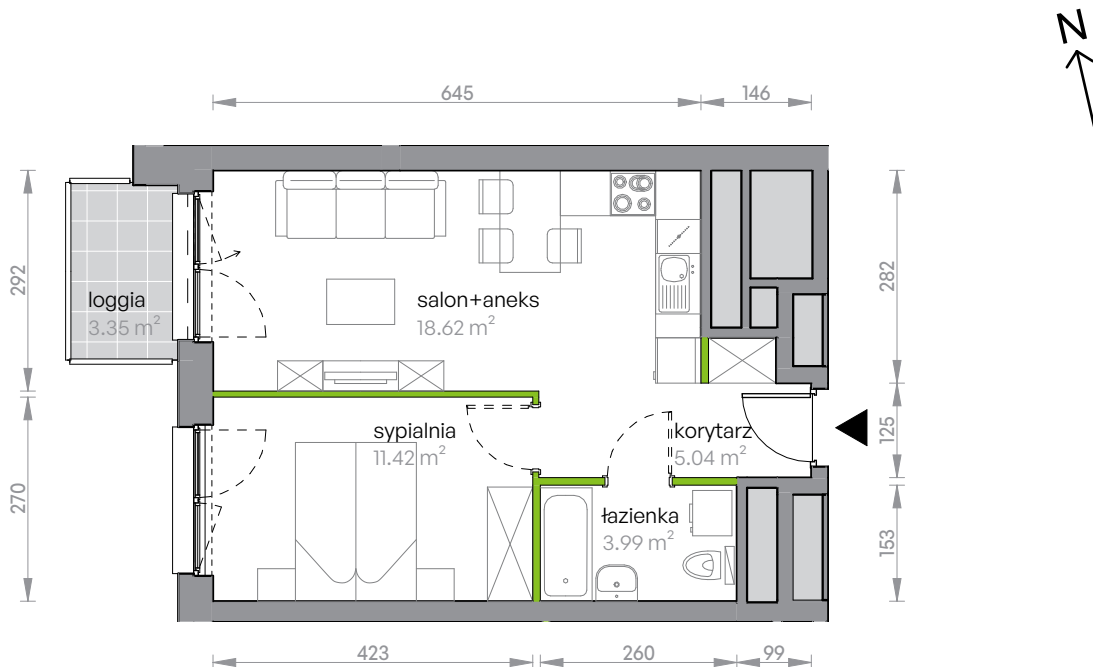 N
645
146
292
282
loggia
3.35 m²
salon+aneks
18.62 m²
sypialnia
11.42 m²
korytarz
5.04 m²
125
270
łazienka
3.99 m²
153
423
260
99